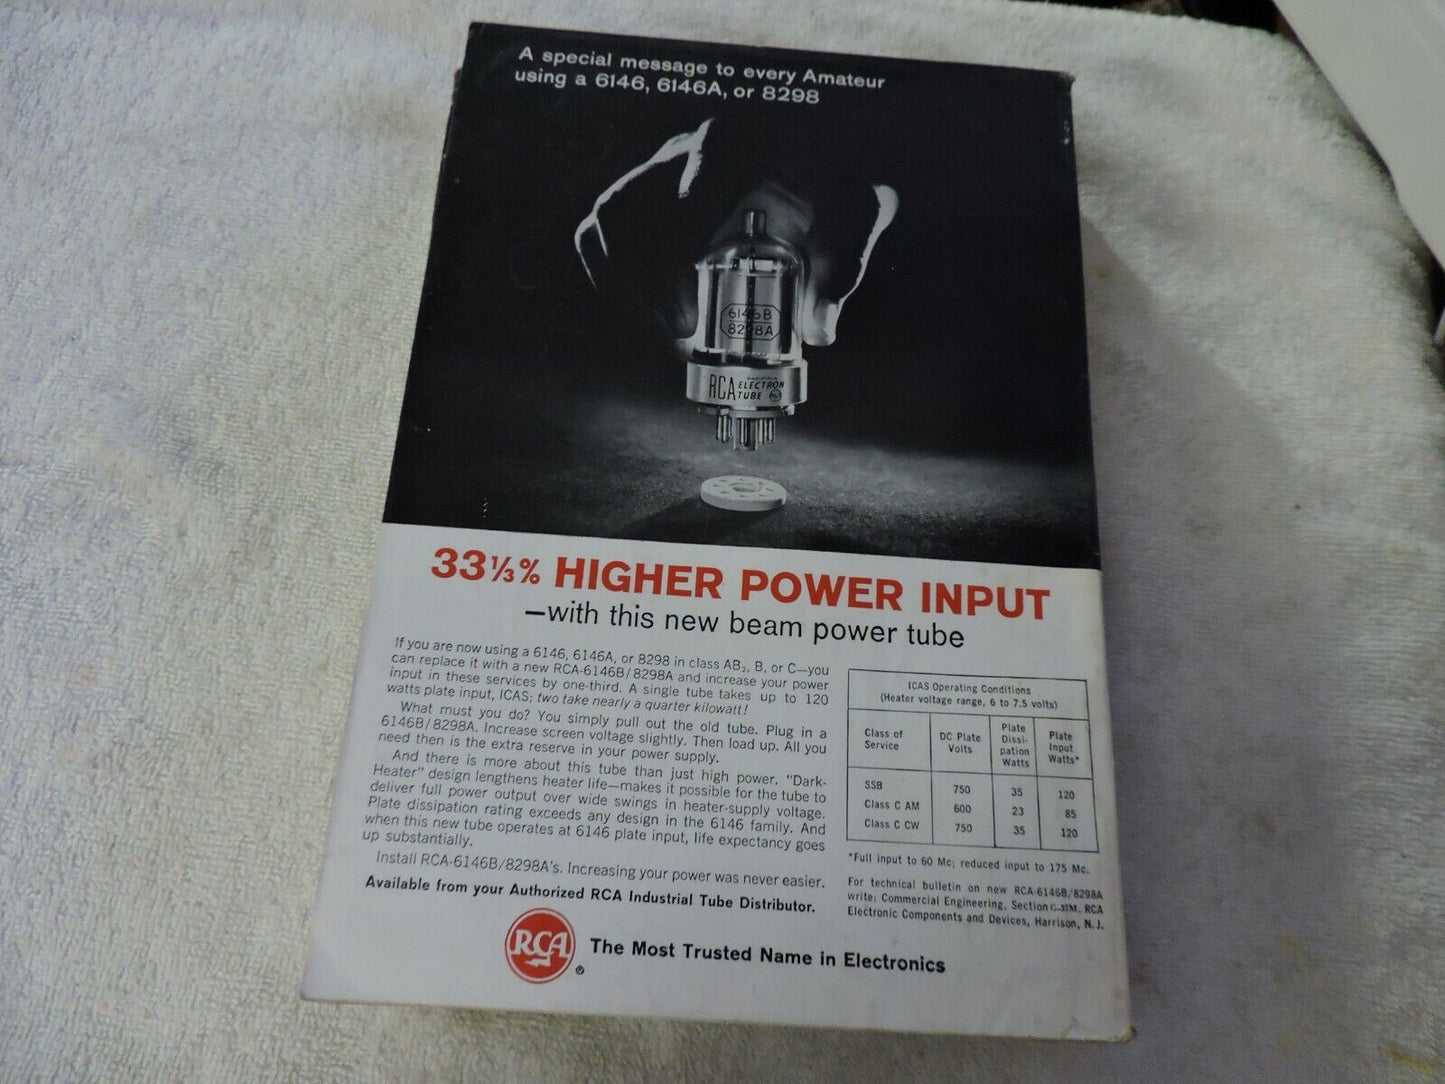 A special message to every Amateur
using a 6146, 6146A, or 8298
6146B
8298A
RCA ELECTRON
TUBE
33⅓% HIGHER POWER INPUT
—with this new beam power tube
If you are now using a 6146, 6146A, or 8298 in class AB₂, B, or C—you
can replace it with a new RCA-6146B/8298A and increase your power
input in these services by one-third. A single tube takes up to 120
watts plate input, ICAS; two take nearly a quarter kilowatt!
What must you do? You simply pull out the old tube. Plug in a
6146B/8298A. Increase screen voltage slightly. Then load up. All you
need then is the extra reserve in your power supply.
And there is more about this tube than just high power. "Dark-
Heater" design lengthens heater life—makes it possible for the tube to
deliver full power output over wide swings in heater-supply voltage.
Plate dissipation rating exceeds any design in the 6146 family. And
when this new tube operates at 6146 plate input, life expectancy goes
up substantially.
Install RCA-6146B/8298A's. Increasing your power was never easier.
Available from your Authorized RCA Industrial Tube Distributor.
ICAS Operating Conditions
(Heater voltage range, 6 to 7.5 volts)
Class of
Service
DC Plate
Volts
Plate
Dissi-
pation
Watts
Plate
Input
Watts*
SSB 750 35 120
Class C AM 600 23 85
Class C CW 750 35 120
*Full input to 60 Mc; reduced input to 175 Mc.
For technical bulletin on new RCA-6146B/8298A
write: Commercial Engineering, Section G-37M, RCA
Electronic Components and Devices, Harrison, N.J.
RCA ® The Most Trusted Name in Electronics